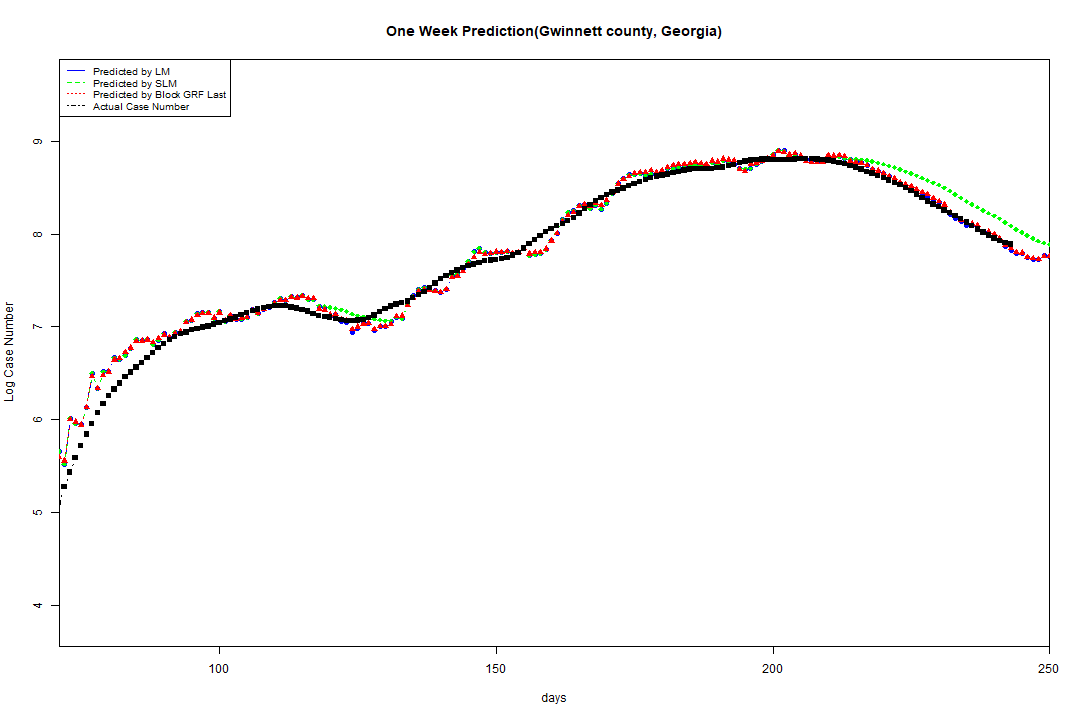 One Week Prediction(Gwinnett county, Georgia)
Predicted by LM
Predicted by SLM
Predicted by Block GRF Last
Actual Case Number
Log Case Number
9
8
7
6
5
4
100 150 200 250
days